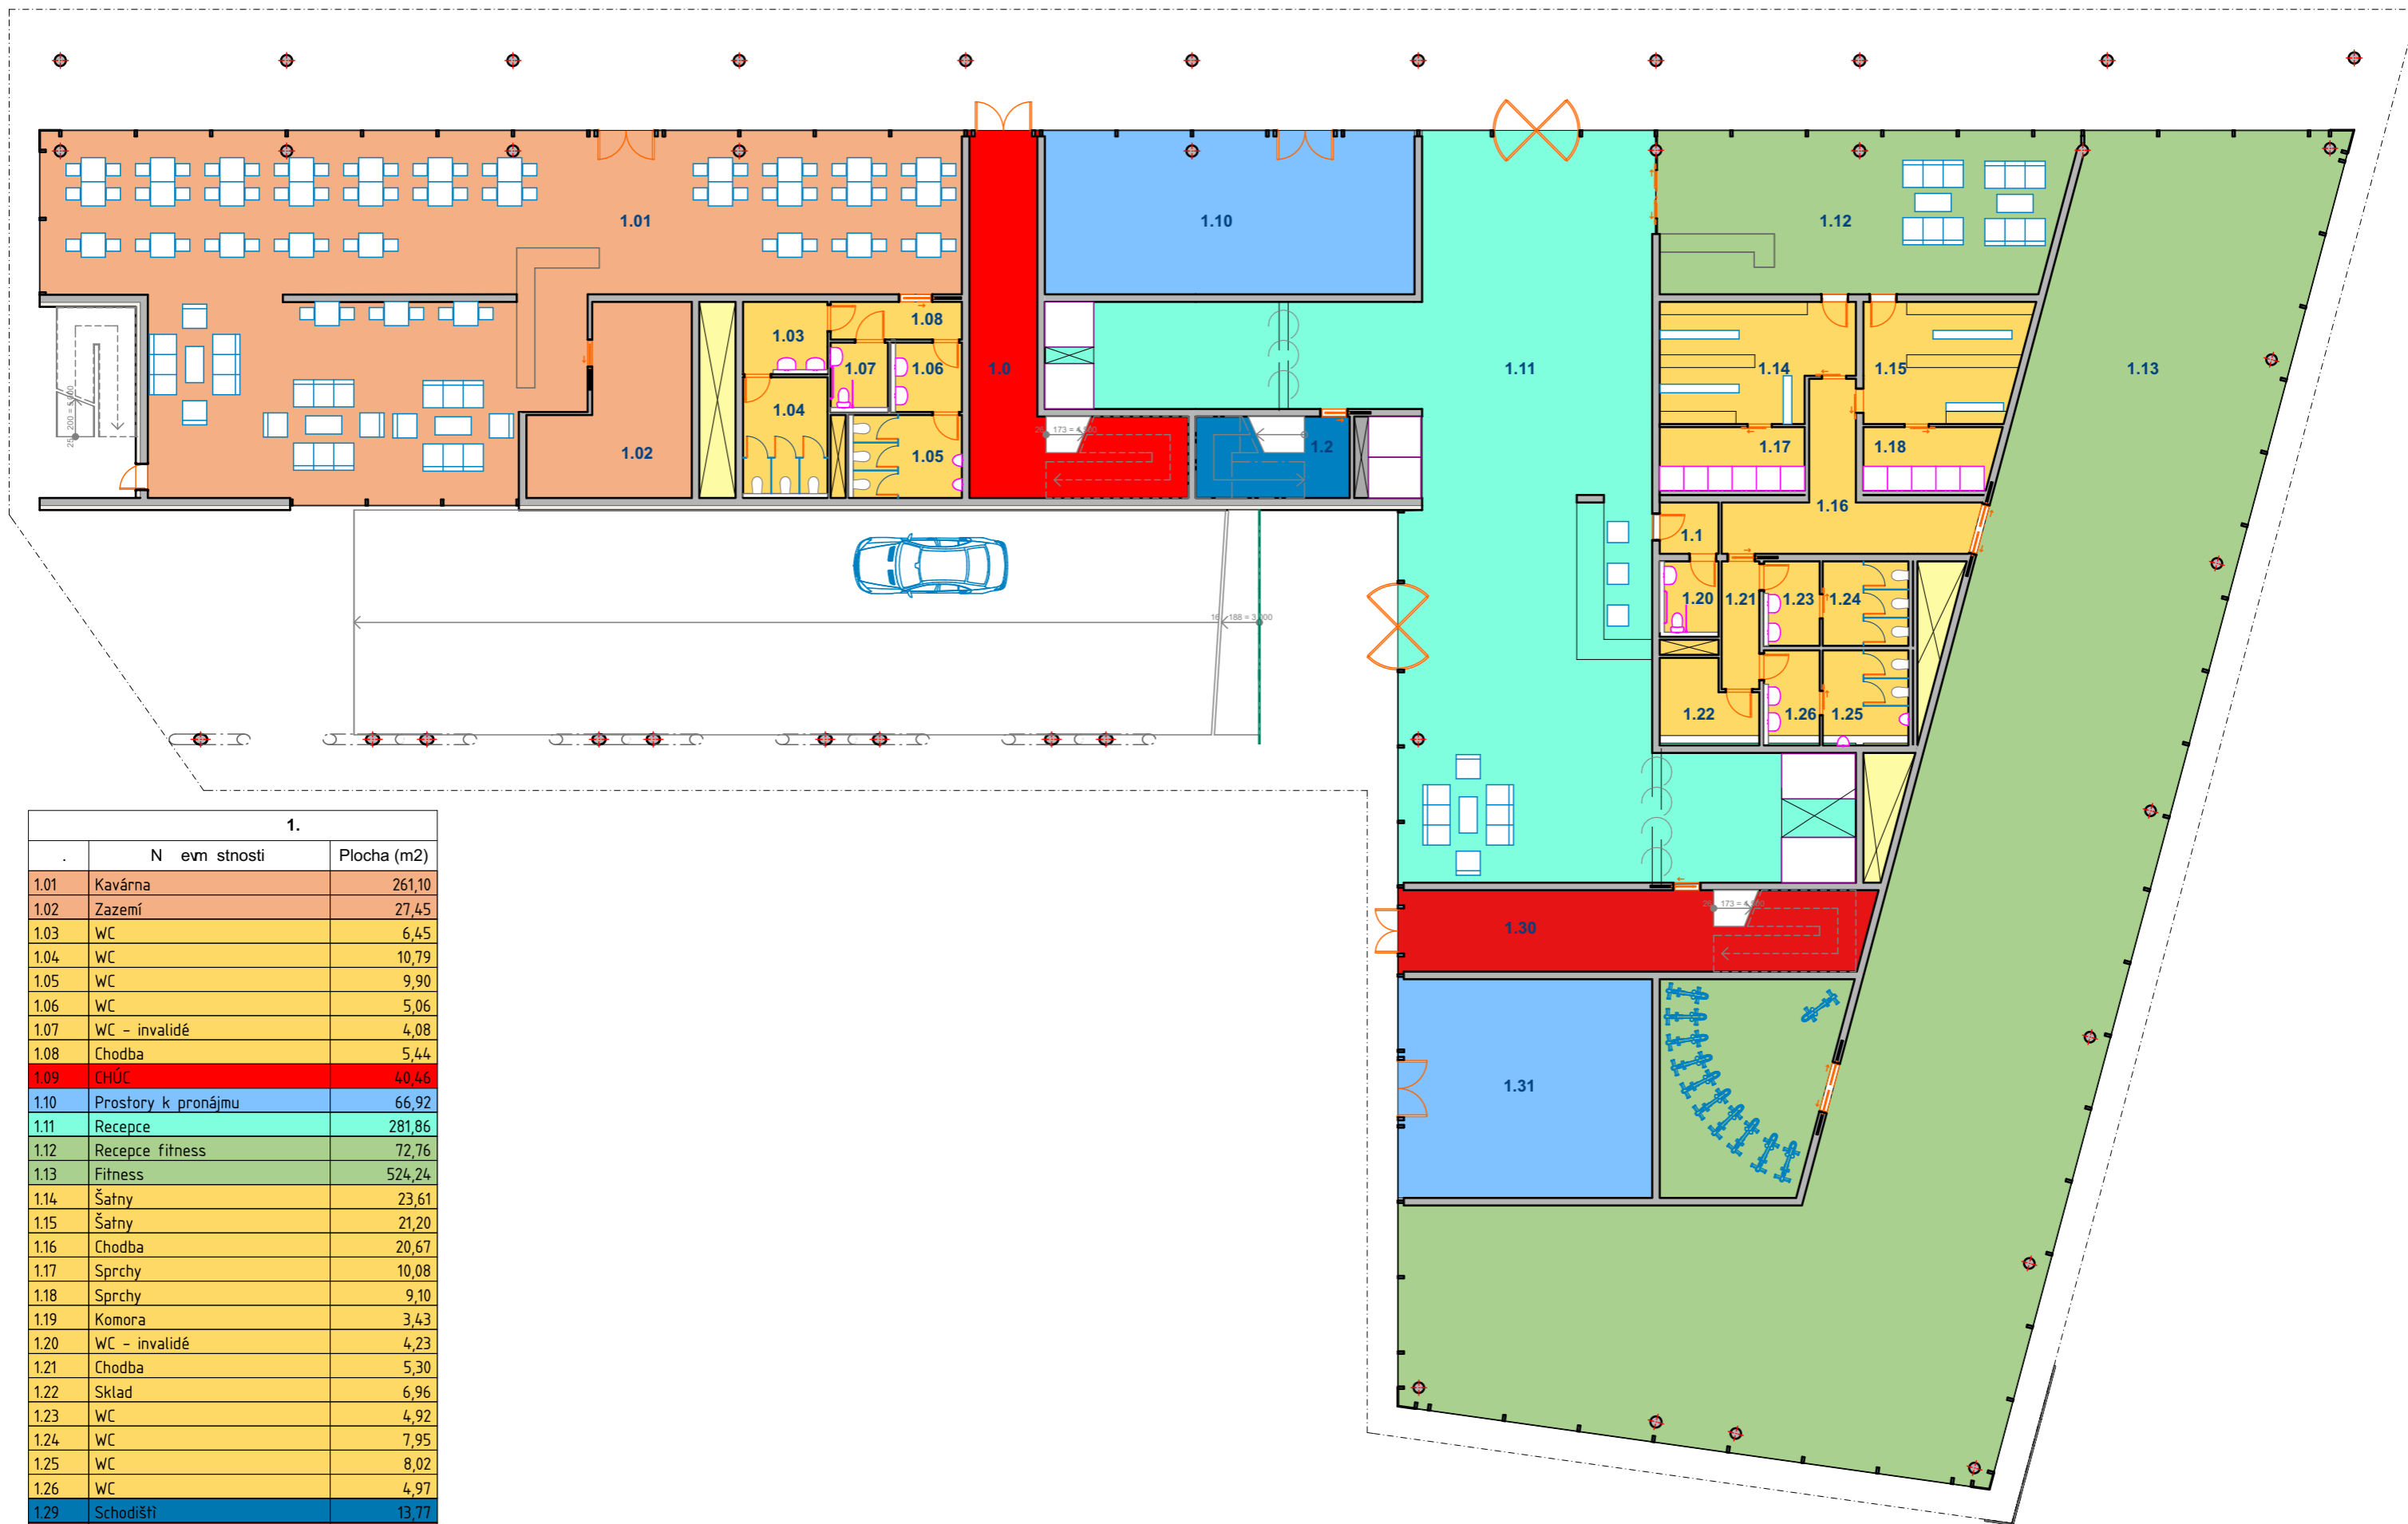 1.01
1.10
1.12
1.03
1.08
1.07
1.06
1.0
1.11
1.14
1.15
1.13
1.04
1.02
1.05
1.2
1.17
1.18
1.16
1.1
1.20
1.21
1.23
1.24
1.22
1.26
1.25
1.30
1.31
1.
. N evm stnosti Plocha (m2)
1.01 Kavárna 261,10
1.02 Zazemí 27,45
1.03 WC 6,45
1.04 WC 10,79
1.05 WC 9,90
1.06 WC 5,06
1.07 WC - invalidé 4,08
1.08 Chodba 5,44
1.09 CHÚC 40,46
1.10 Prostory k pronájmu 66,92
1.11 Recepce 281,86
1.12 Recepce fitness 72,76
1.13 Fitness 524,24
1.14 Šatny 23,61
1.15 Šatny 21,20
1.16 Chodba 20,67
1.17 Sprchy 10,08
1.18 Sprchy 9,10
1.19 Komora 3,43
1.20 WC - invalidé 4,23
1.21 Chodba 5,30
1.22 Sklad 6,96
1.23 WC 4,92
1.24 WC 7,95
1.25 WC 8,02
1.26 WC 4,97
1.29 Schodiští 13,77